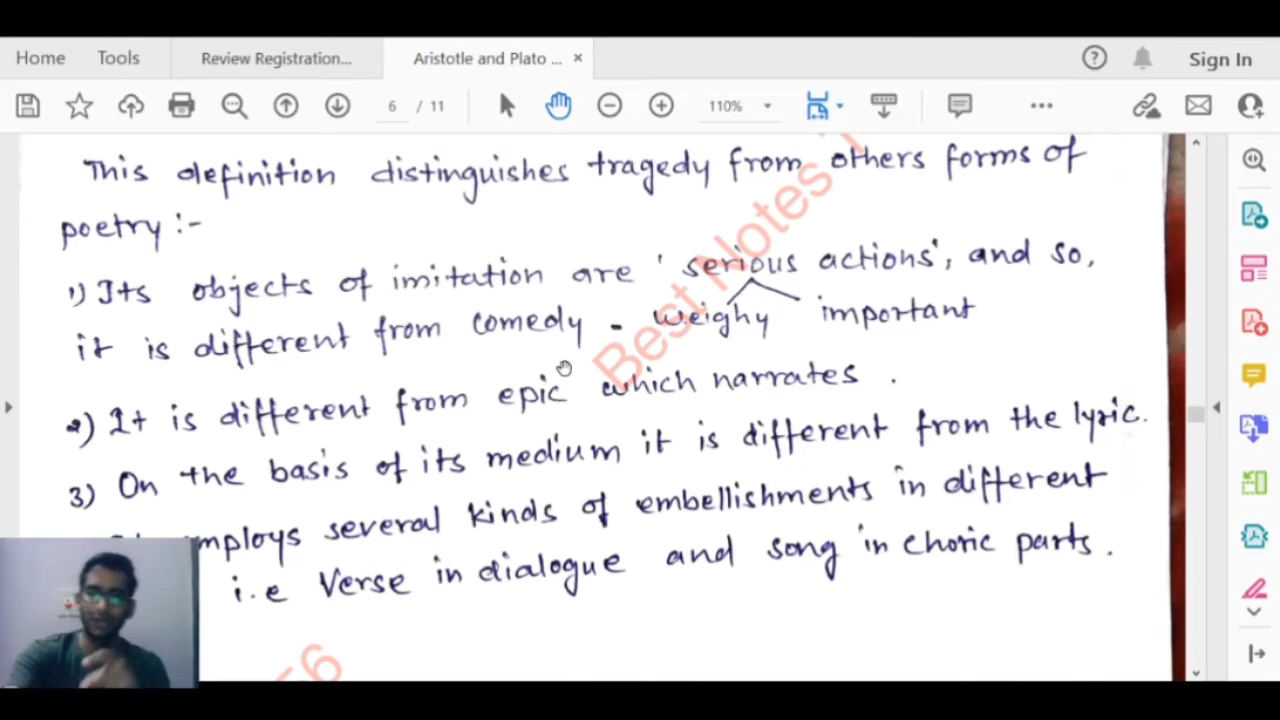 Home Tools Review Registration... Aristotle and Plato ... × Sign In
6 / 11 110%
This definition distinguishes tragedy from others forms of
poetry :-
1) Its objects of imitation are 'serious actions', and so,
it is different from comedy - weighy important
2) It is different from epic which narrates .
3) On the basis of its medium it is different from the lyric.
employs several kinds of embellishments in different
i.e Verse in dialogue and song in choric parts .
Best Notes
56